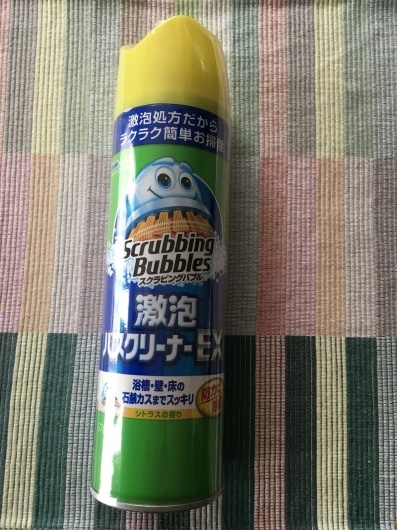 激泡処方だから
ラクラク簡単お掃除
Scrubbing
Bubbles
スクラビングバブル
激泡
バスクリーナーEX
浴槽・壁・床の
石鹸カスまでスッキリ
シトラスの香り